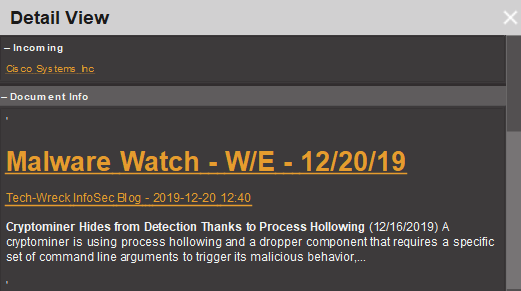 Detail View
– Incoming
Cisco Systems Inc
– Document Info
Malware Watch - W/E - 12/20/19
Tech-Wreck InfoSec Blog - 2019-12-20 12:40
Cryptominer Hides from Detection Thanks to Process Hollowing (12/16/2019) A
cryptominer is using process hollowing and a dropper component that requires a specific
set of command line arguments to trigger its malicious behavior,...